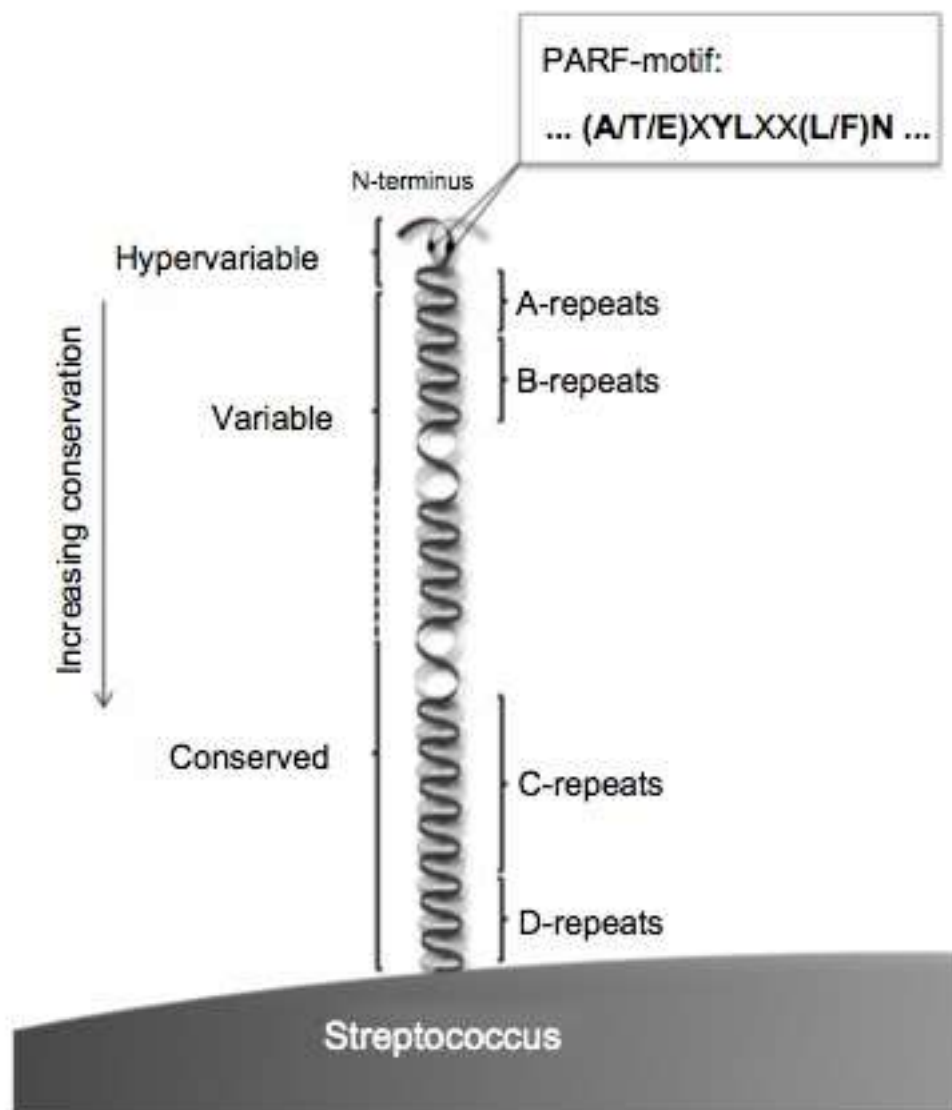 PARF-motif:
... (A/T/E)XYLXX(L/F)N ...
N-terminus
Hypervariable
A-repeats
B-repeats
Variable
Increasing conservation
Conserved
C-repeats
D-repeats
Streptococcus